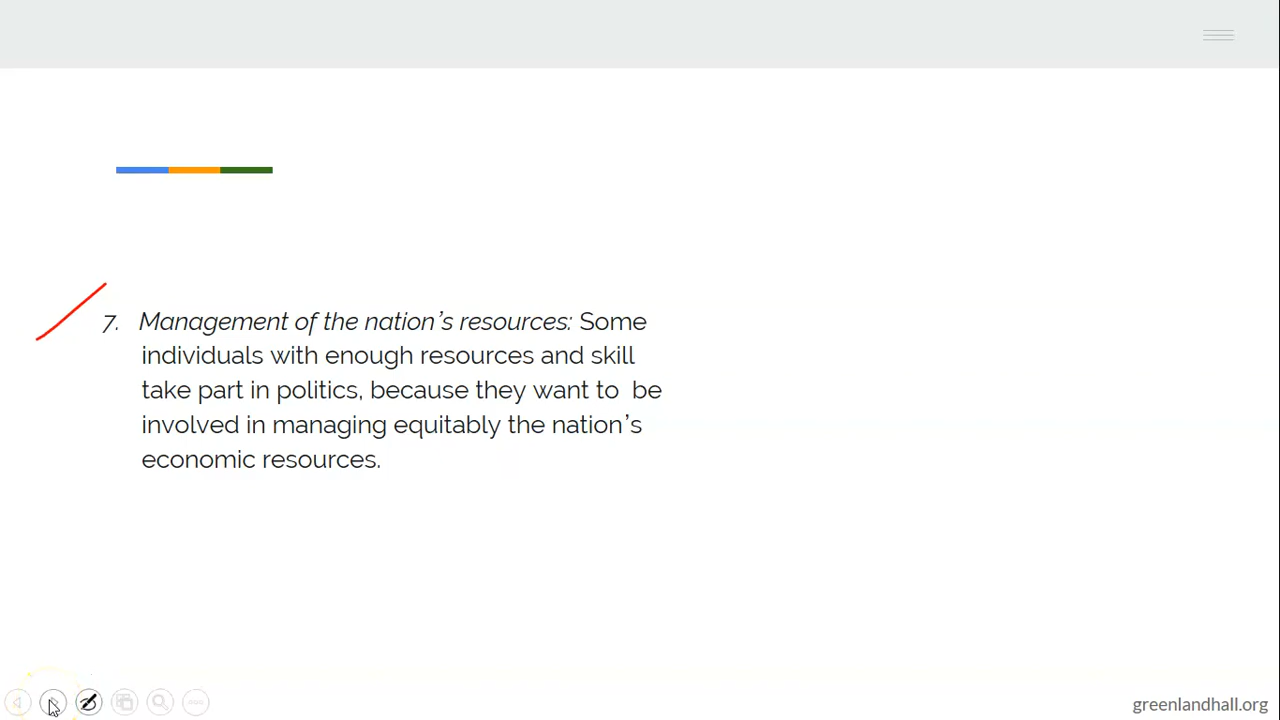 7. Management of the nation’s resources: Some
individuals with enough resources and skill
take part in politics, because they want to  be
involved in managing equitably the nation’s
economic resources.
greenlandhall.org